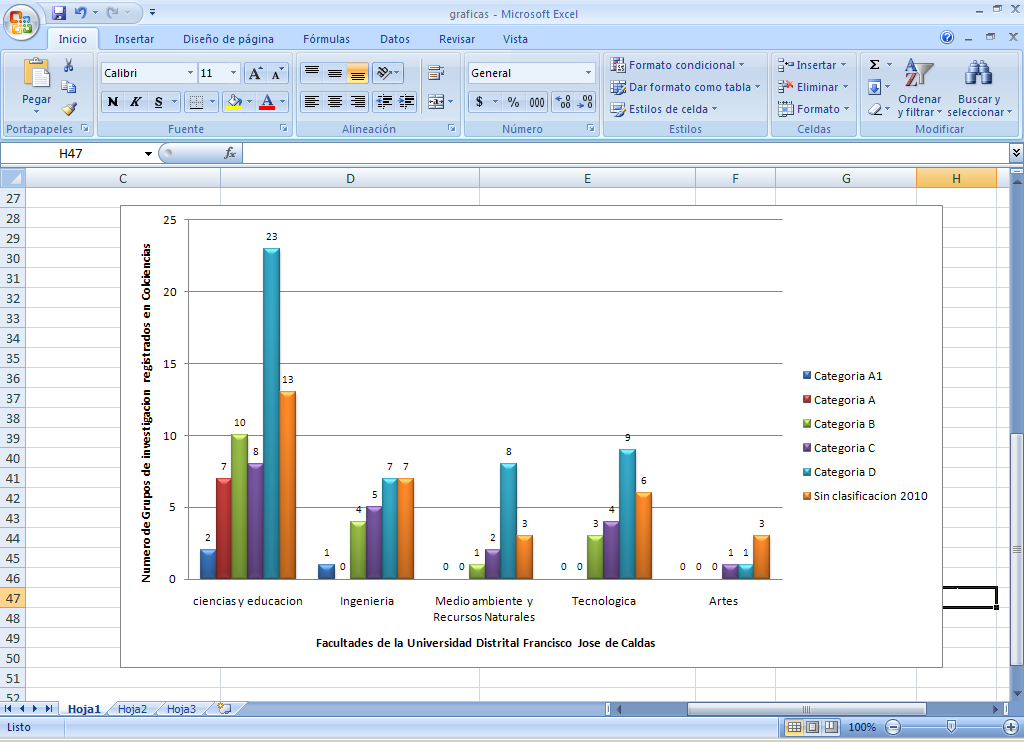 graficas - Microsoft Excel
Inicio Insertar Diseño de página Fórmulas Datos Revisar Vista
Pegar
Portapapeles
Calibri 11
N K S
Fuente
Alineación
General
$ % 000
Número
Formato condicional
Dar formato como tabla
Estilos de celda
Estilos
Insertar
Eliminar
Formato
Celdas
Σ
Ordenar
y filtrar
Buscar y
seleccionar
Modificar
H47 fx
C D E F G H
27
28
29
30
31
32
33
34
35
36
37
38
39
40
41
42
43
44
45
46
47
48
49
50
51
52
Numero de Grupos de investigacion registrados en Colciencias
25
20
15
10
5
0
2 7 10 8 23 13
1 0 4 5 7 7
0 0 1 2 8 3
0 0 3 4 9 6
0 0 0 1 1 3
ciencias y educacion
Ingenieria
Medio ambiente y
Recursos Naturales
Tecnologica
Artes
Facultades de la Universidad Distrital Francisco Jose de Caldas
Categoria A1
Categoria A
Categoria B
Categoria C
Categoria D
Sin clasificacion 2010
Hoja1 Hoja2 Hoja3
Listo 100%